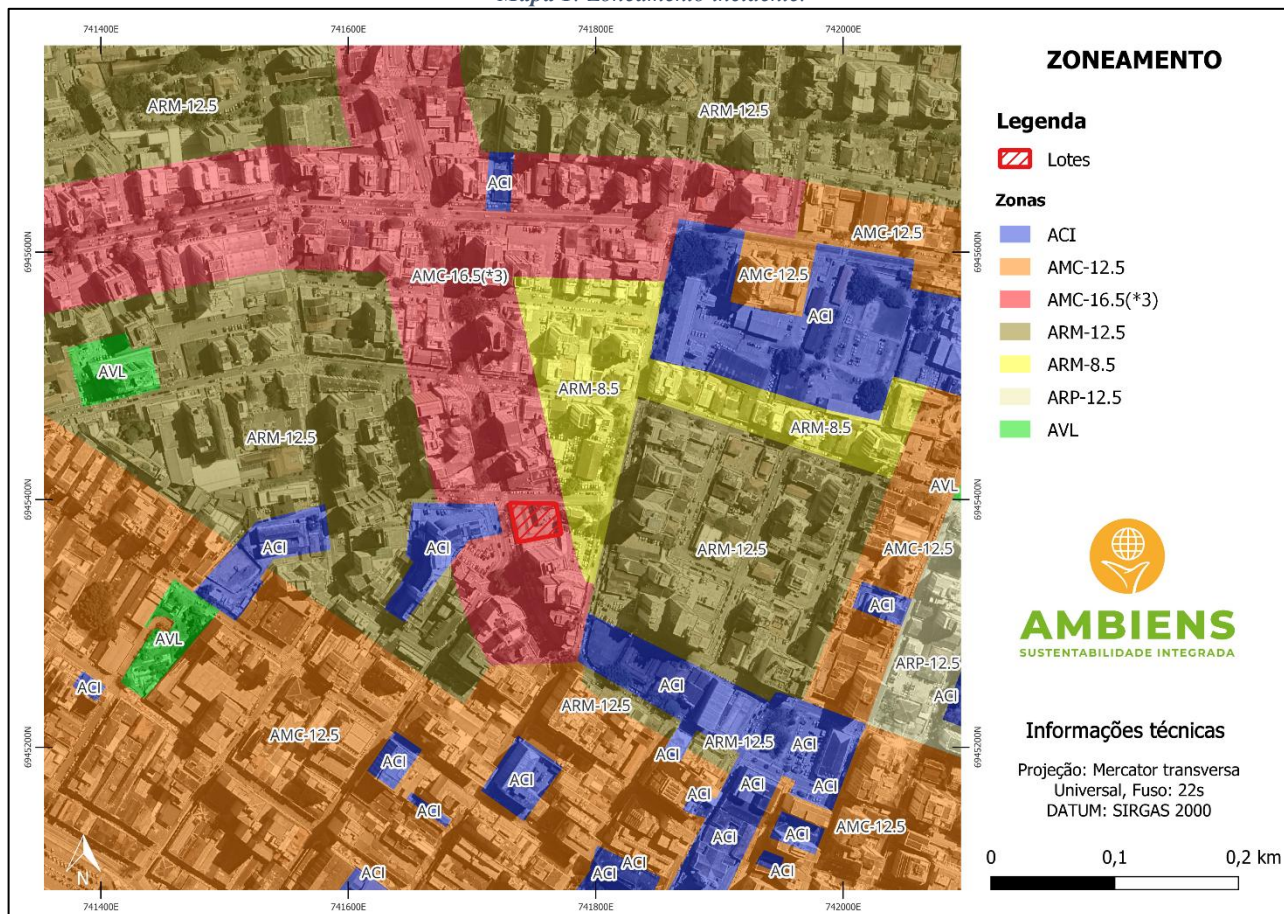 Mapa 3: Zoneamento incidente.
741400E 741600E 741800E 742000E
ZONEAMENTO
Legenda
Lotes
Zonas
ACI
AMC-12.5
AMC-16.5(*3)
ARM-12.5
ARM-8.5
ARP-12.5
AVL
ARM-12.5
ARM-12.5
ACI
AMC-12.5
6945600N
6945600N
AMC-16.5(*3)
AMC-12.5
ACI
AVL
ARM-8.5
ARM-12.5
ARM-8.5
6945400N
AVL
6945400N
ACI
ACI
ARM-12.5
AMC-12.5
ACI
AVL
ARP-12.5
ACI
ACI
ACI
ARM-12.5
AMC-12.5
6945200N
ACI
ARM-12.5
ACI
6945200N
ACI
ACI
ACI
ACI
ACI
ACI
ACI
AMC-12.5
ACI
ACI
ACI
ACI
ACI
N
741400E 741600E 741800E 742000E
AMBIENS
SUSTENTABILIDADE INTEGRADA
Informações técnicas
Projeção: Mercator transversa
Universal, Fuso: 22s
DATUM: SIRGAS 2000
0 0,1 0,2 km